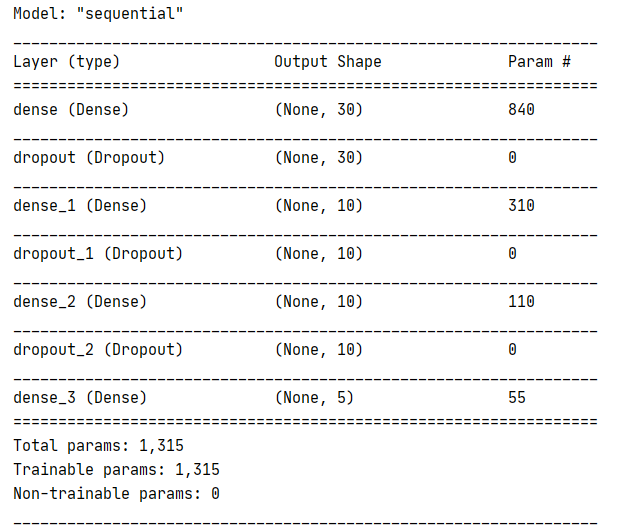 Model: "sequential"
_________________________________________________________________
Layer (type)                 Output Shape              Param #
=================================================================
dense (Dense)                (None, 30)                840
_________________________________________________________________
dropout (Dropout)            (None, 30)                0
_________________________________________________________________
dense_1 (Dense)              (None, 10)                310
_________________________________________________________________
dropout_1 (Dropout)          (None, 10)                0
_________________________________________________________________
dense_2 (Dense)              (None, 10)                110
_________________________________________________________________
dropout_2 (Dropout)          (None, 10)                0
_________________________________________________________________
dense_3 (Dense)              (None, 5)                 55
=================================================================
Total params: 1,315
Trainable params: 1,315
Non-trainable params: 0
_________________________________________________________________